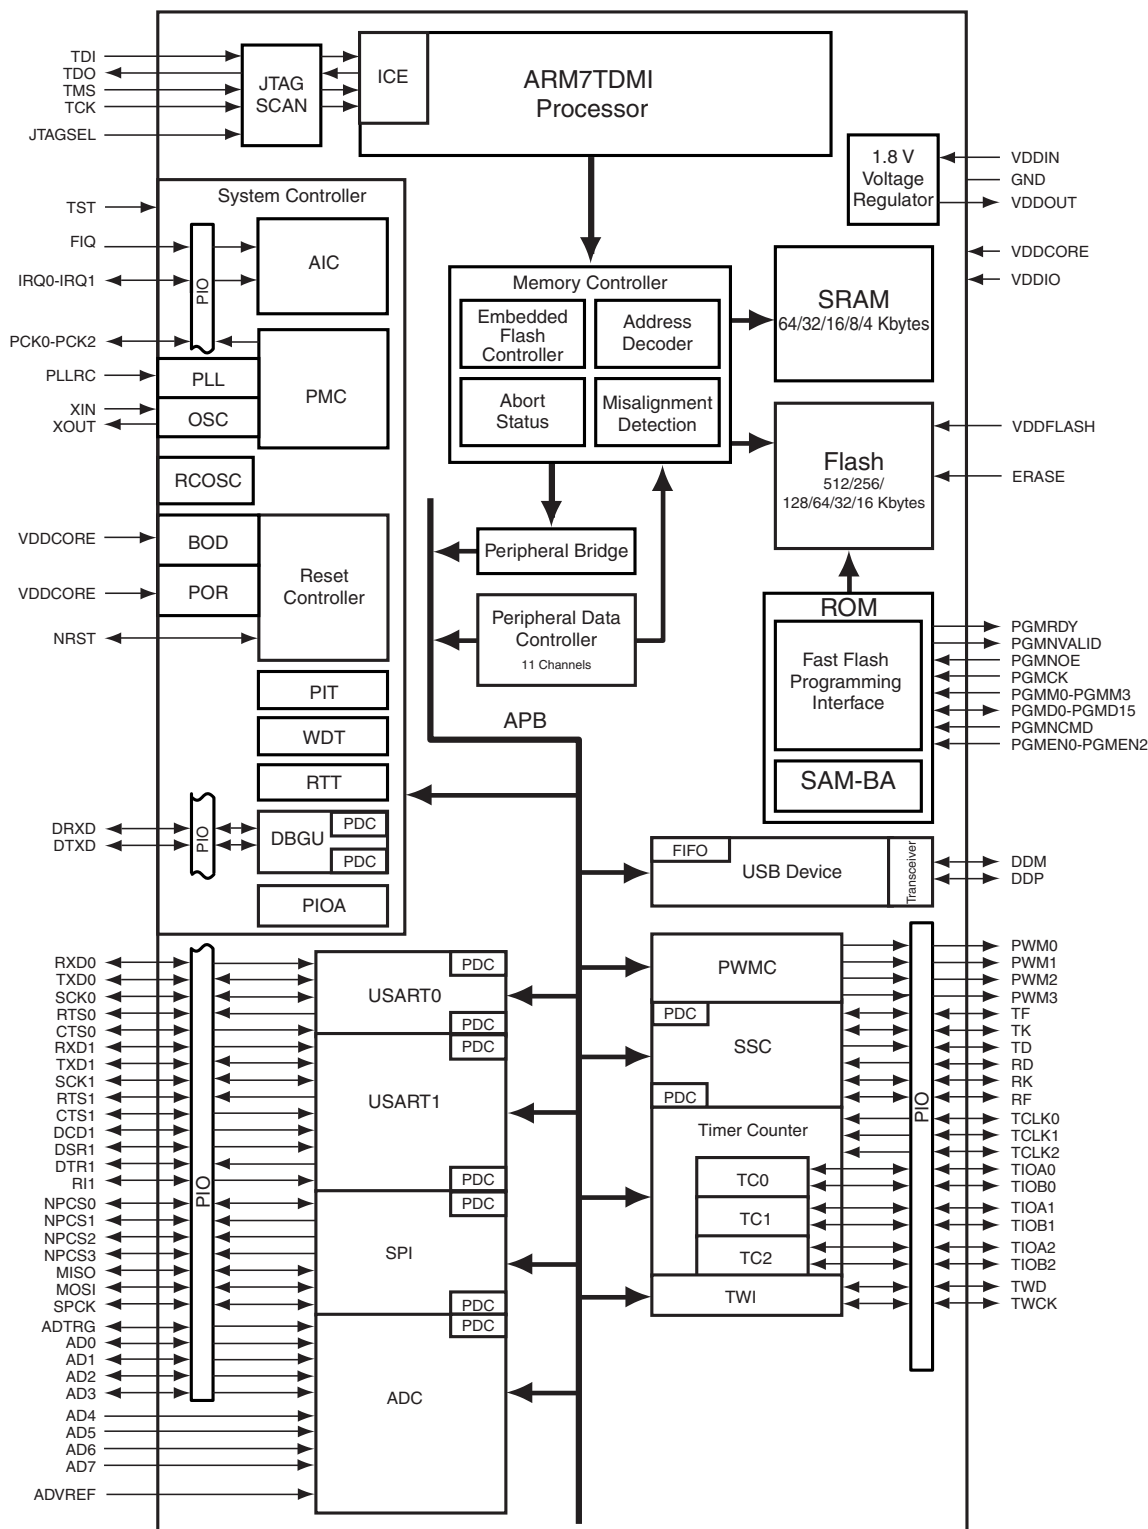 TDI
TDO
TMS
TCK
JTAGSEL
JTAG
SCAN
ICE
ARM7TDMI
Processor
1.8 V
Voltage
Regulator
VDDIN
GND
VDDOUT
VDDCORE
VDDIO
System Controller
TST
FIQ
IRQ0-IRQ1
PIO
AIC
PCK0-PCK2
PLLRC
XIN
XOUT
PLL
OSC
PMC
RCOSC
VDDCORE
BOD
VDDCORE
POR
Reset
Controller
NRST
PIT
WDT
RTT
DRXD
DTXD
PIO
DBGU
PDC
PDC
PIOA
Memory Controller
Embedded
Flash
Controller
Address
Decoder
Abort
Status
Misalignment
Detection
SRAM
64/32/16/8/4 Kbytes
Flash
512/256/
128/64/32/16 Kbytes
VDDFLASH
ERASE
Peripheral Bridge
Peripheral Data
Controller
11 Channels
APB
ROM
Fast Flash
Programming
Interface
SAM-BA
PGMRDY
PGMNVALID
PGMNOE
PGMCK
PGMM0-PGMM3
PGMD0-PGMD15
PGMNCMD
PGMEN0-PGMEN2
FIFO
USB Device
Transceiver
DDM
DDP
RXD0
TXD0
SCK0
RTS0
CTS0
RXD1
TXD1
SCK1
RTS1
CTS1
DCD1
DSR1
DTR1
RI1
NPCS0
NPCS1
NPCS2
NPCS3
MISO
MOSI
SPCK
ADTRG
AD0
AD1
AD2
AD3
AD4
AD5
AD6
AD7
ADVREF
PIO
PDC
USART0
PDC
PDC
USART1
PDC
PDC
SPI
PDC
PDC
ADC
PWMC
PDC
SSC
PDC
Timer Counter
TC0
TC1
TC2
TWI
PIO
PWM0
PWM1
PWM2
PWM3
TF
TK
TD
RD
RK
RF
TCLK0
TCLK1
TCLK2
TIOA0
TIOB0
TIOA1
TIOB1
TIOA2
TIOB2
TWD
TWCK